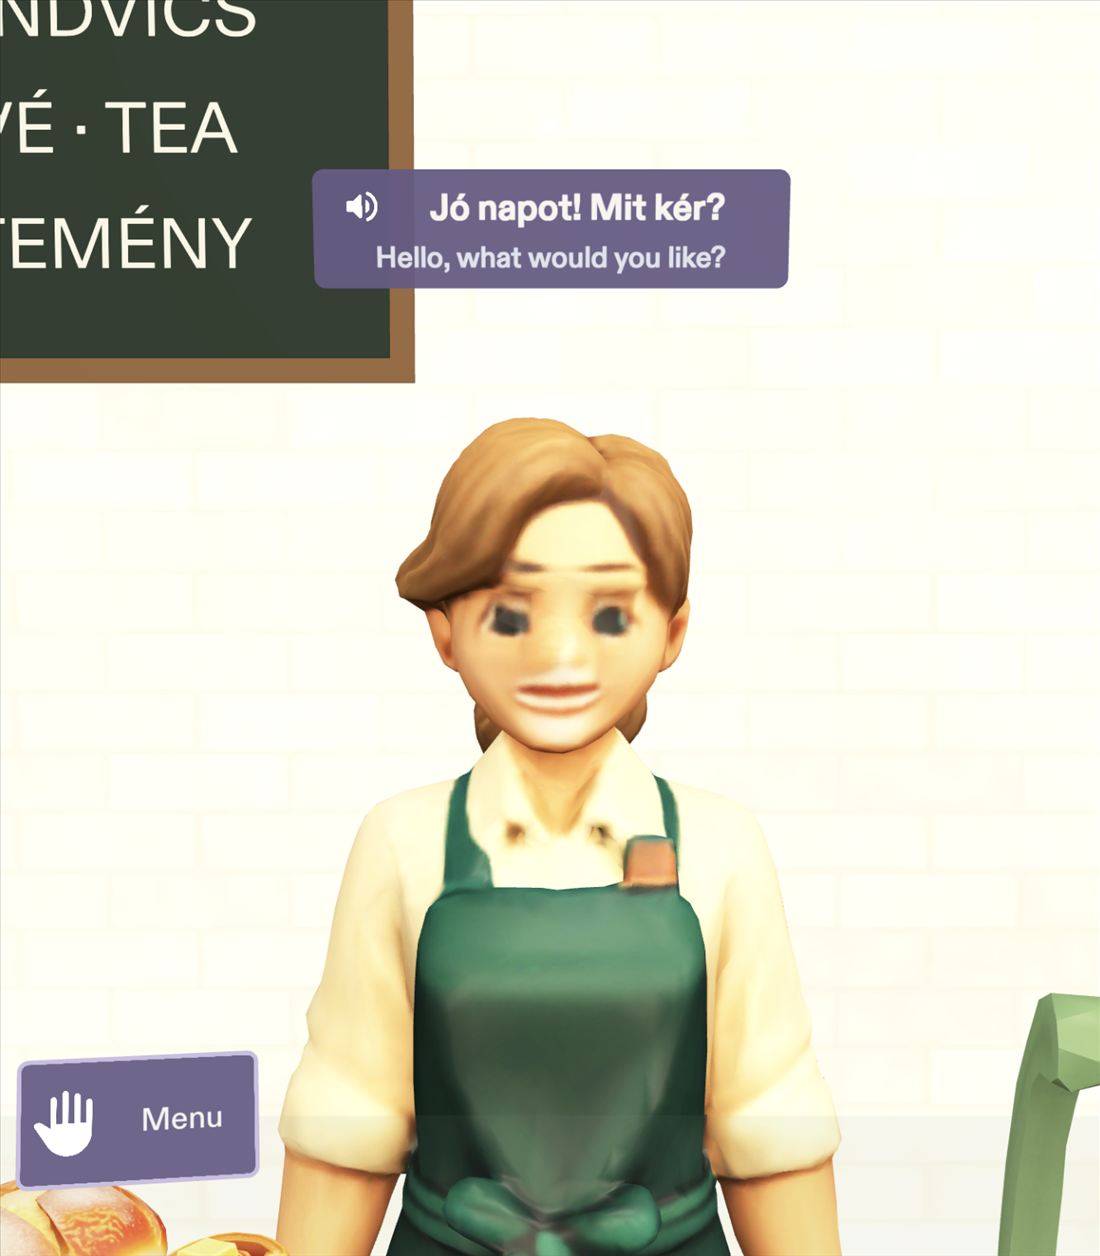 NDVICS
VÉ · TEA
TEMÉNY
Jó napot! Mit kér?
Hello, what would you like?
Menu